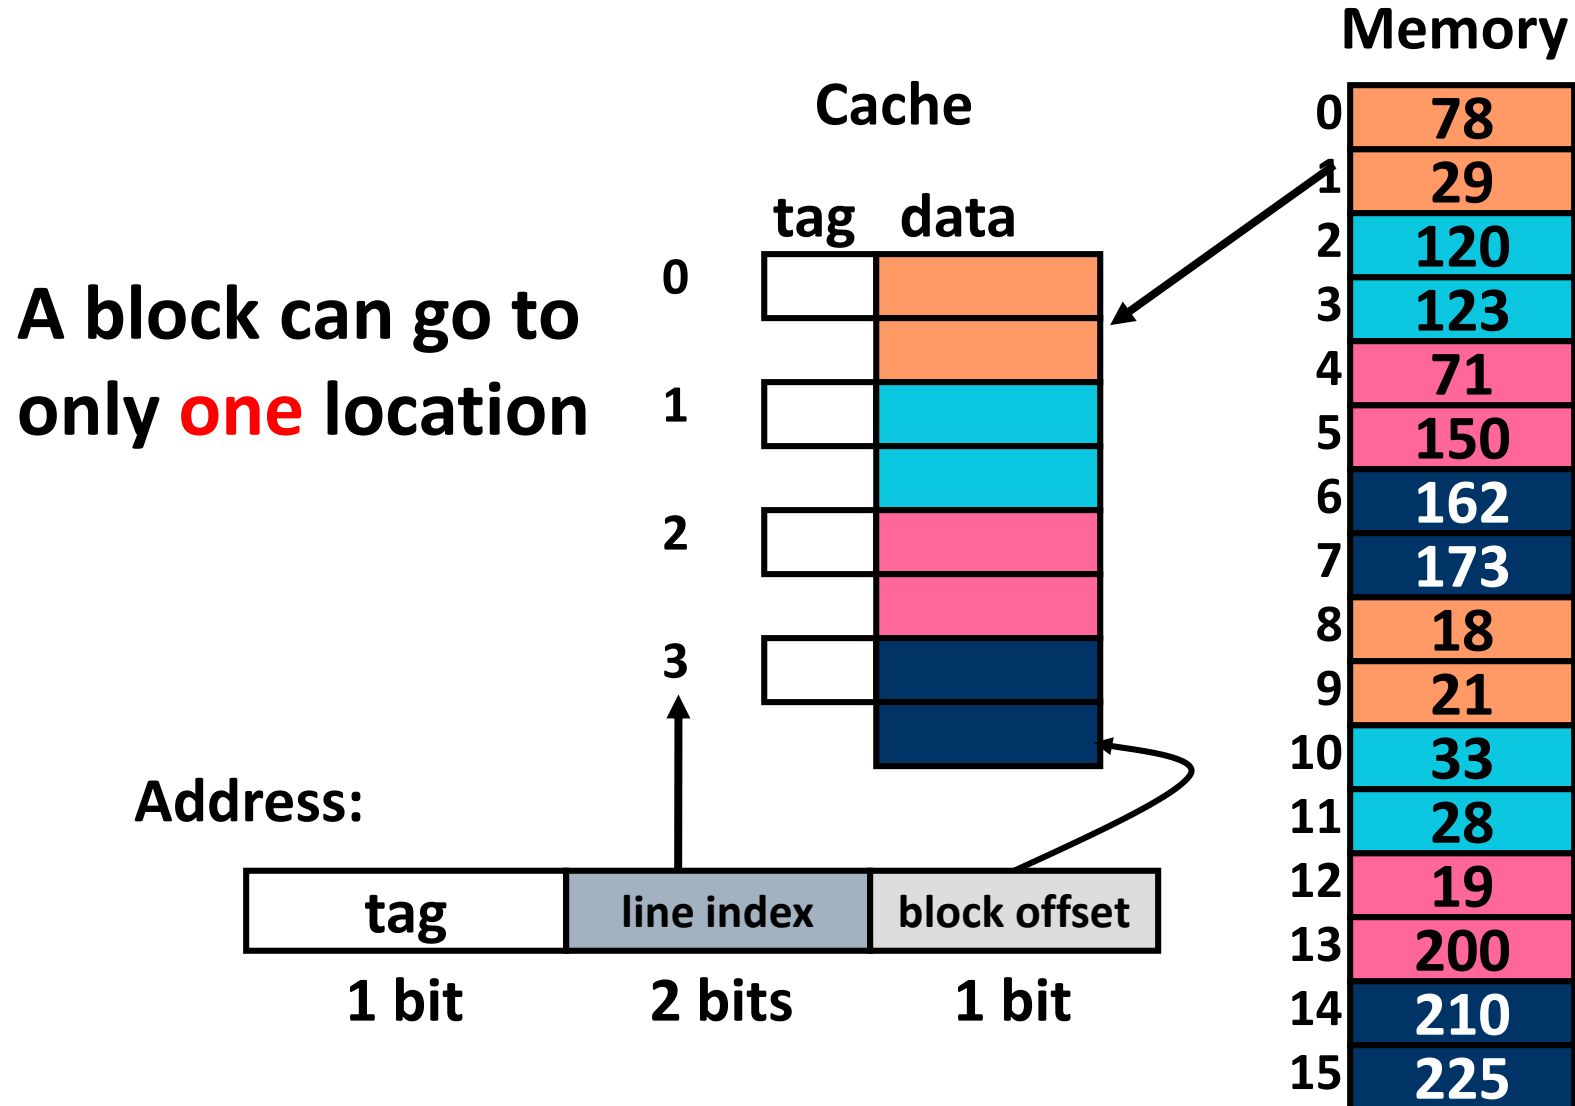 Memory
Cache
tag data
A block can go to
only one location
0
1
2
3
Address:
tag line index block offset
1 bit 2 bits 1 bit
0 78
1 29
2 120
3 123
4 71
5 150
6 162
7 173
8 18
9 21
10 33
11 28
12 19
13 200
14 210
15 225